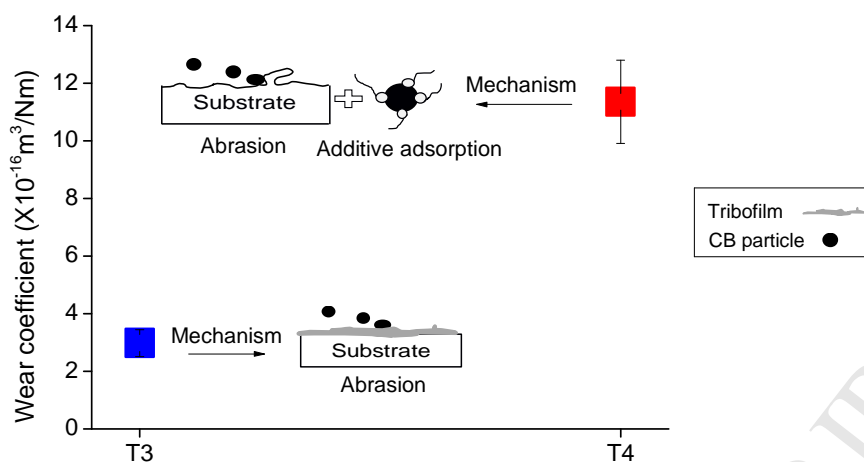 Wear coefficient (X10⁻¹⁶m³/Nm)
14
12
10
8
6
4
2
0
T3
T4
Substrate
Abrasion
Additive adsorption
Mechanism
Mechanism
Substrate
Abrasion
Tribofilm
CB particle